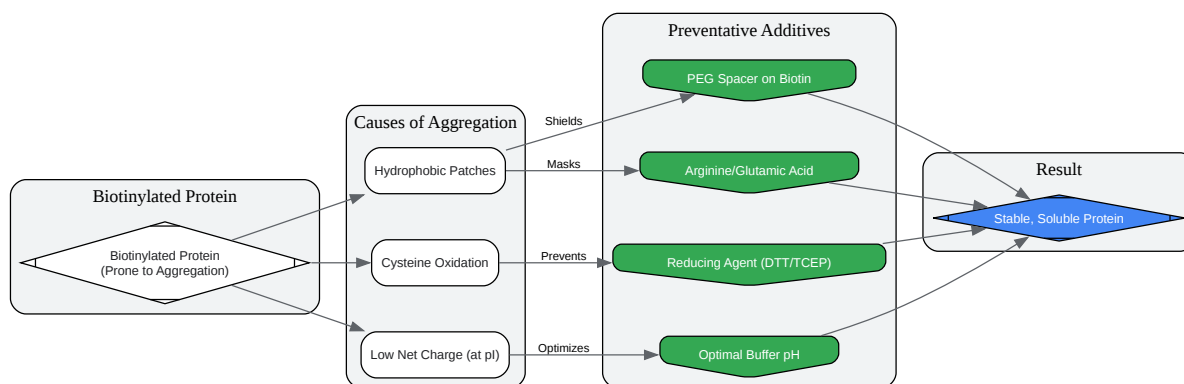 Biotinylated Protein
Biotinylated Protein
(Prone to Aggregation)
Causes of Aggregation
Hydrophobic Patches
Cysteine Oxidation
Low Net Charge (at pI)
Shields
Masks
Prevents
Optimizes
Preventative Additives
PEG Spacer on Biotin
Arginine/Glutamic Acid
Reducing Agent (DTT/TCEP)
Optimal Buffer pH
Result
Stable, Soluble Protein